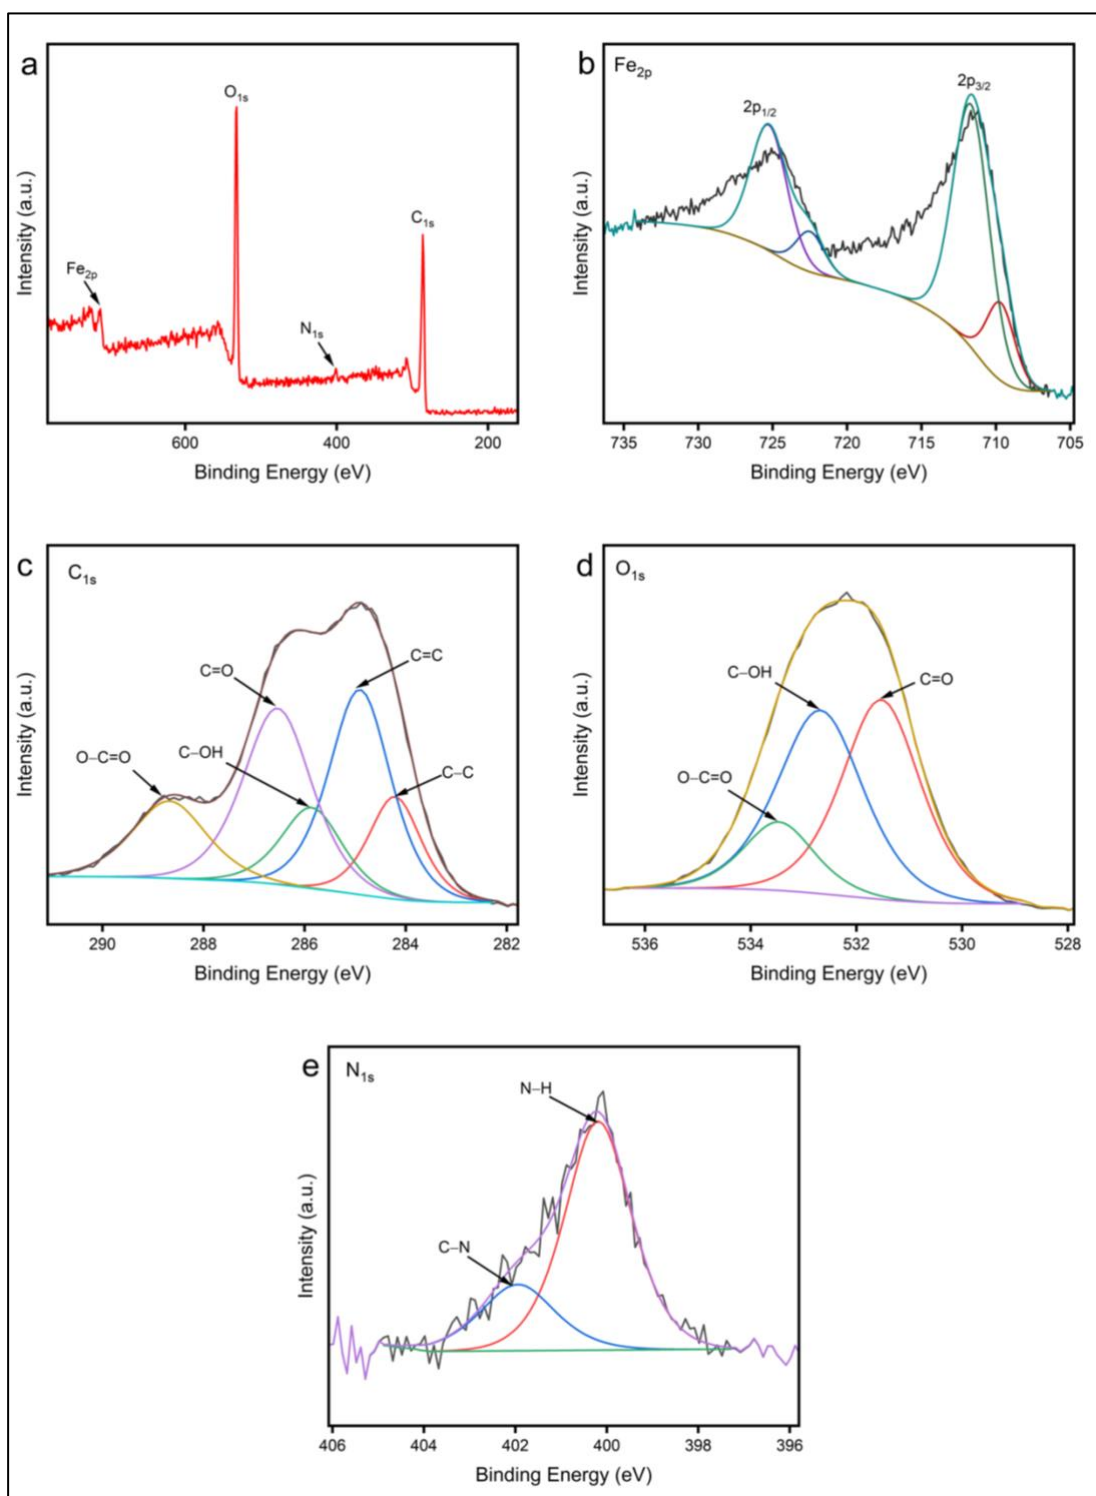 a
O1s
C1s
Fe2p
N1s
Intensity (a.u.)
600 400 200
Binding Energy (eV)
b
Fe2p
2p3/2
2p1/2
Intensity (a.u.)
735 730 725 720 715 710 705
Binding Energy (eV)
c
C1s
C=O
C=C
O–C=O
C–OH
C–C
Intensity (a.u.)
290 288 286 284 282
Binding Energy (eV)
d
O1s
C–OH
C=O
O–C=O
Intensity (a.u.)
536 534 532 530 528
Binding Energy (eV)
e
N1s
N–H
C–N
Intensity (a.u.)
406 404 402 400 398 396
Binding Energy (eV)